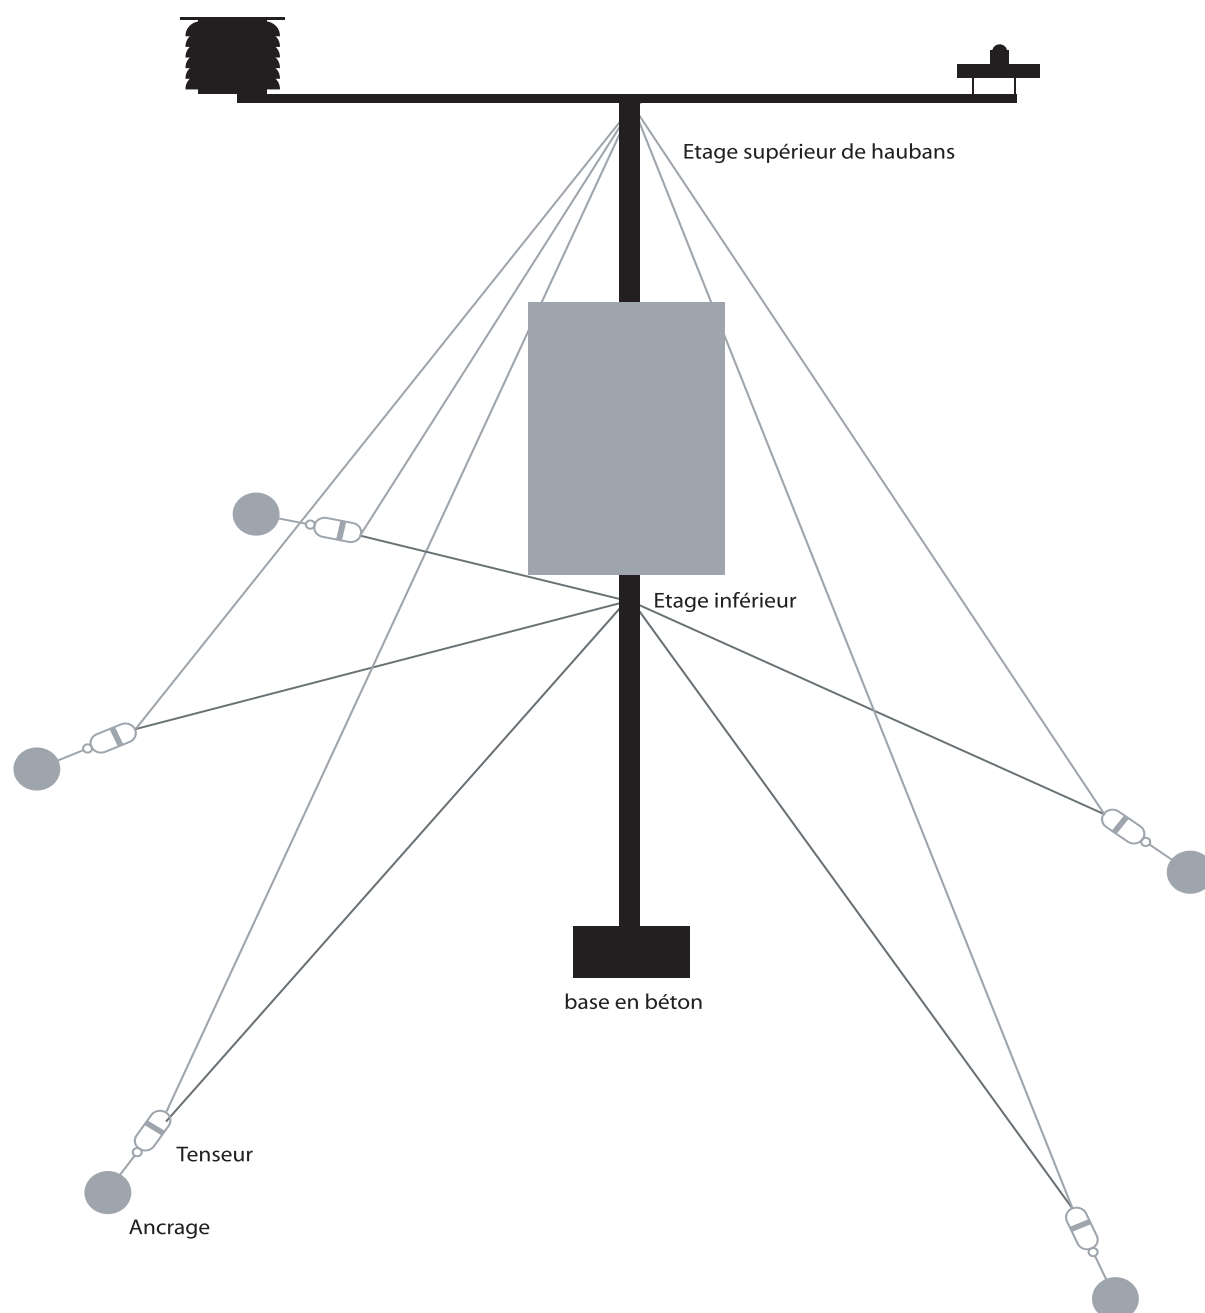 Etage supérieur de haubans
Etage inférieur
base en béton
Tenseur
Ancrage